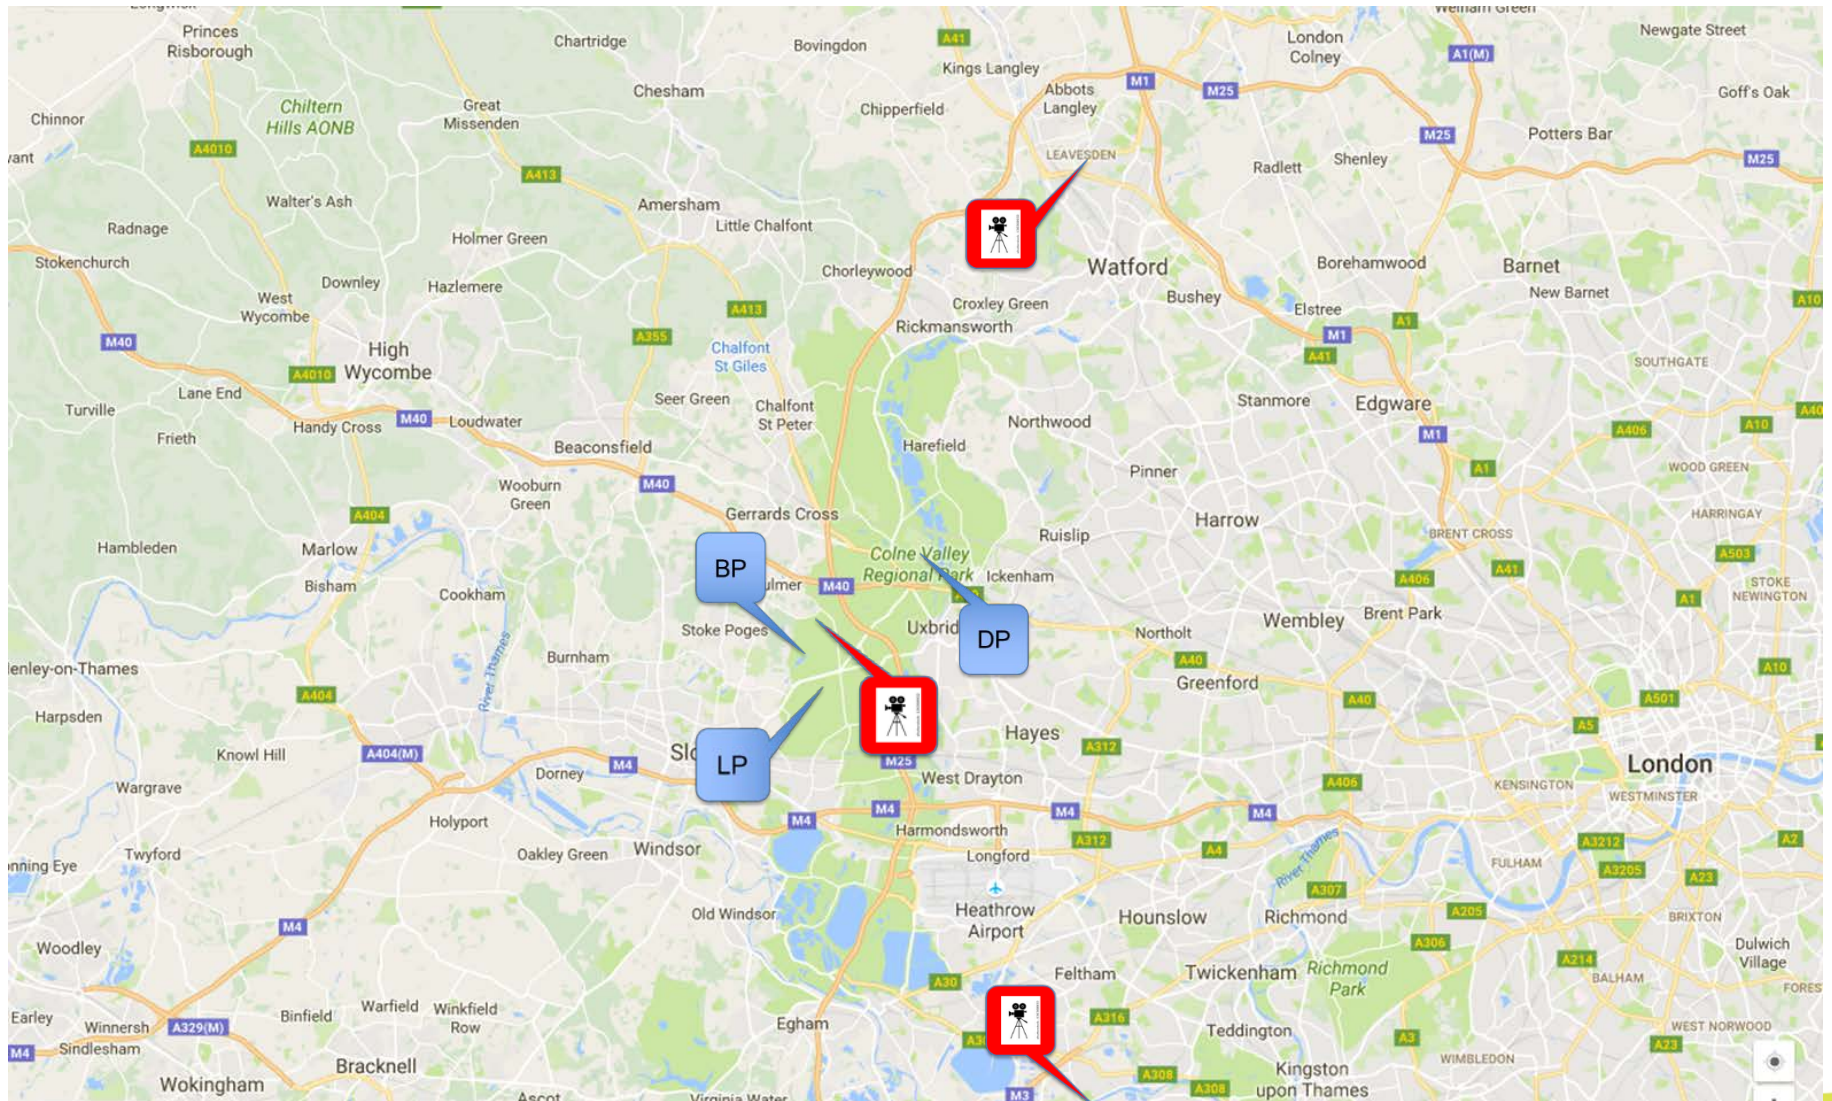 Welham Green
Princes
Risborough
Chartridge
Bovingdon
A41
London
Colney
A1(M)
Newgate Street
Kings Langley
Chesham
Abbots
Langley
M1
M25
Goff's Oak
Chiltern
Hills AONB
Great
Missenden
Chipperfield
Chinnor
M25
Potters Bar
A4010
LEAVESDEN
Radlett
Shenley
M25
A413
Walter's Ash
Amersham
Little Chalfont
Radnage
Holmer Green
Stokenchurch
Chorleywood
Watford
Borehamwood
Barnet
Downley
Hazlemere
New Barnet
West
Wycombe
Croxley Green
Bushey
Elstree
A10
A413
Rickmansworth
A1
M40
A355
M1
High
Wycombe
Chalfont
St Giles
A41
SOUTHGATE
A4010
Lane End
Seer Green
Chalfont
St Peter
Stanmore
Edgware
Turville
M40
Loudwater
Northwood
A40
Handy Cross
A406
A10
Frieth
Beaconsfield
Harefield
M1
Pinner
A1
WOOD GREEN
M40
Wooburn
Green
A404
Gerrards Cross
Harrow
HARRINGAY
Hambleden
Marlow
Ruislip
BRENT CROSS
Colne Valley
Regional Park
A503
BP
ulmer
M40
Ickenham
A41
A406
STOKE
NEWINGTON
Bisham
Cookham
A1
Wembley
Brent Park
Stoke Poges
Uxbrid
DP
Northolt
Burnham
A40
Greenford
A10
River Thames
A404
A40
A501
Harpsden
Hayes
A5
Knowl Hill
A404(M)
LP
A312
London
Dorney
M4
M25
West Drayton
A406
KENSINGTON
WESTMINSTER
Wargrave
M4
M4
M4
M4
Holyport
Harmondsworth
A312
A3212
A2
Twyford
Oakley Green
Windsor
Longford
A4
River Thames
FULHAM
A3205
A23
A307
Old Windsor
Heathrow
Airport
Hounslow
Richmond
A205
BRIXTON
M4
Woodley
A306
Dulwich
Village
Feltham
Twickenham
Richmond
Park
A214
BALHAM
A30
Earley
Winnersh
A329(M)
Binfield
Warfield
Winkfield
Row
Egham
A316
Teddington
A3
WEST NORWOOD
A23
M4
Sindlesham
WIMBLEDON
Bracknell
Wokingham
A308
A308
Kingston
upon Thames
Ascot
Virginia Water
M3